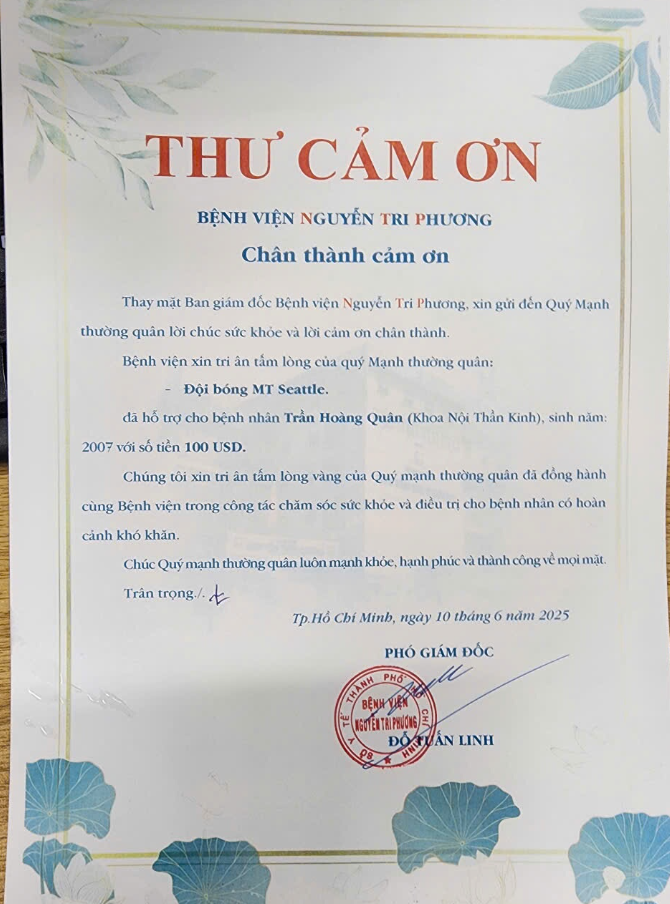 THƯ CẢM ƠN
BỆNH VIỆN NGUYỄN TRI PHƯƠNG
Chân thành cảm ơn
Thay mặt Ban giám đốc Bệnh viện Nguyễn Tri Phương, xin gửi đến Quý Mạnh
thường quân lời chúc sức khỏe và lời cảm ơn chân thành.
Bệnh viện xin tri ân tấm lòng của quý Mạnh thường quân:
- Đội bóng MT Seattle.
đã hỗ trợ cho bệnh nhân Trần Hoàng Quân (Khoa Nội Thần Kinh), sinh năm:
2007 với số tiền 100 USD.
Chúng tôi xin tri ân tấm lòng vàng của Quý mạnh thường quân đã đồng hành
cùng Bệnh viện trong công tác chăm sóc sức khỏe và điều trị cho bệnh nhân có hoàn
cảnh khó khăn.
Chúc Quý mạnh thường quân luôn mạnh khỏe, hạnh phúc và thành công về mọi mặt.
Trân trọng./.
Tp.Hồ Chí Minh, ngày 10 tháng 6 năm 2025
PHÓ GIÁM ĐỐC
SỞ Y TẾ THÀNH PHỐ HỒ CHÍ MINH
BỆNH VIỆN
NGUYỄN TRI PHƯƠNG
ĐỖ TUẤN LINH